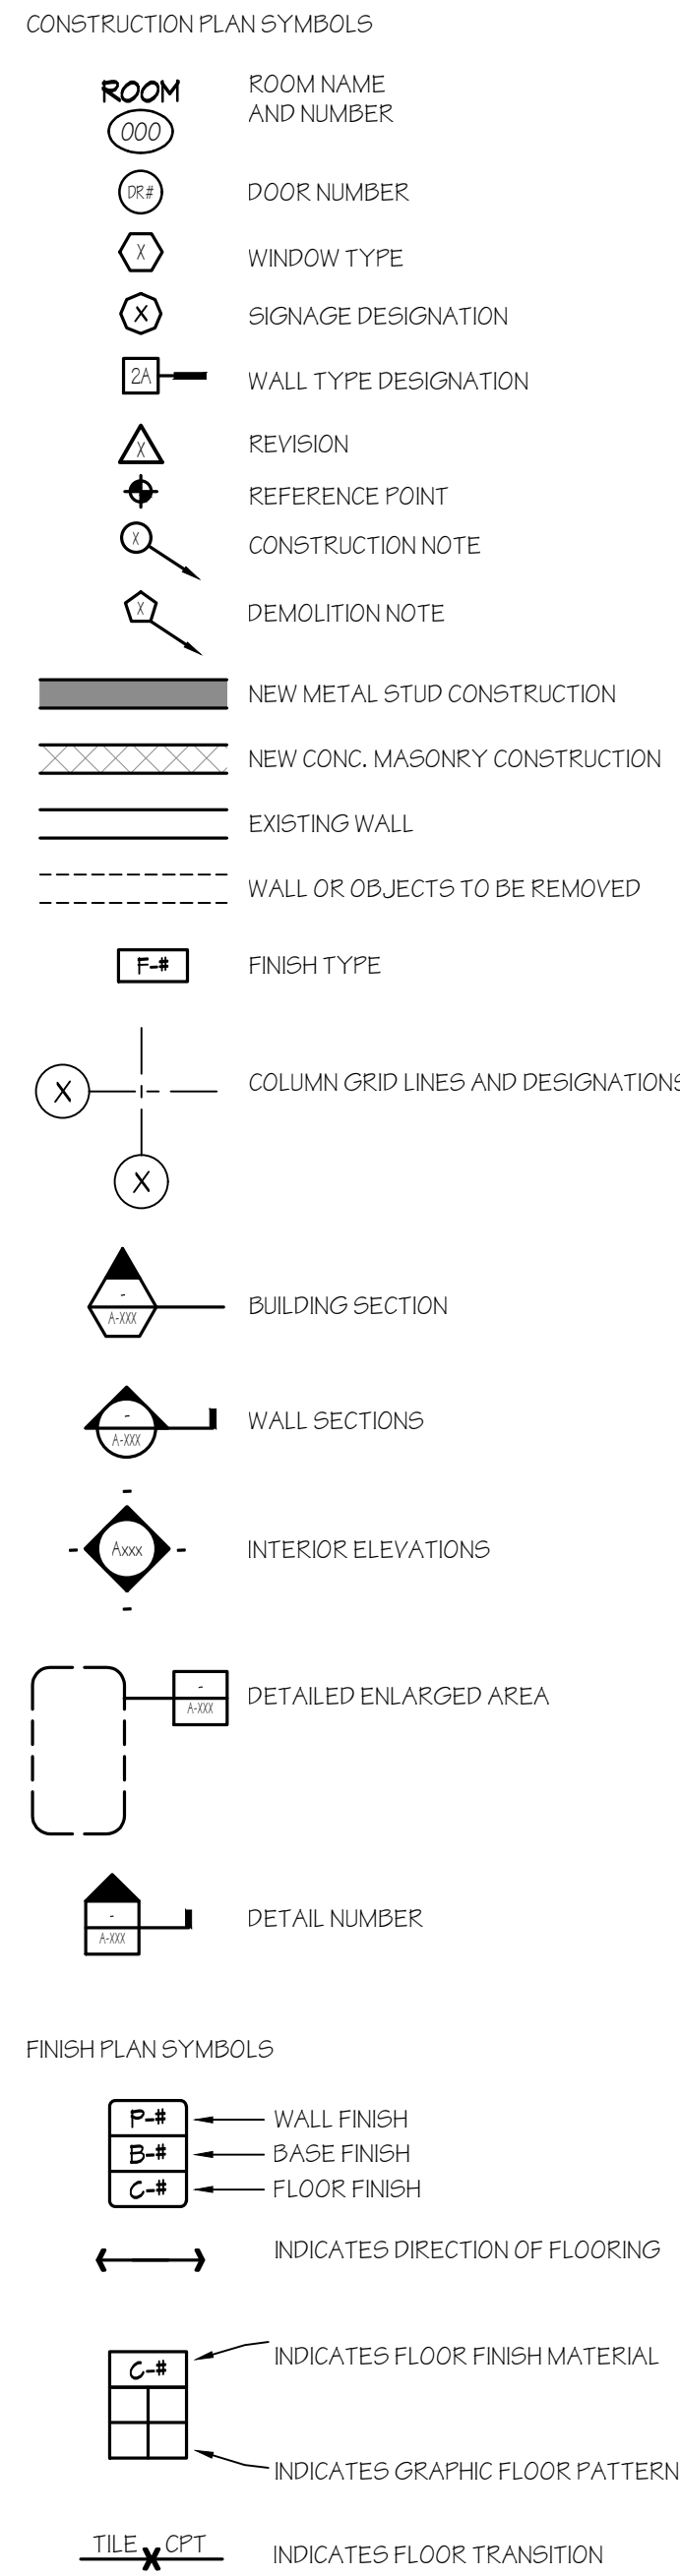 CONSTRUCTION PLAN SYMBOLS
ROOM
000
ROOM NAME
AND NUMBER
DR#
DOOR NUMBER
X
WINDOW TYPE
X
SIGNAGE DESIGNATION
2A
WALL TYPE DESIGNATION
X
REVISION
REFERENCE POINT
X
CONSTRUCTION NOTE
X
DEMOLITION NOTE
NEW METAL STUD CONSTRUCTION
NEW CONC. MASONRY CONSTRUCTION
EXISTING WALL
WALL OR OBJECTS TO BE REMOVED
F-#
FINISH TYPE
X
COLUMN GRID LINES AND DESIGNATIONS
X
-
A-XXX
BUILDING SECTION
-
A-XXX
WALL SECTIONS
-
- Axxx -
-
INTERIOR ELEVATIONS
-
A-XXX
DETAILED ENLARGED AREA
-
A-XXX
DETAIL NUMBER
FINISH PLAN SYMBOLS
P-# WALL FINISH
B-# BASE FINISH
C-# FLOOR FINISH
INDICATES DIRECTION OF FLOORING
C-#
INDICATES FLOOR FINISH MATERIAL
INDICATES GRAPHIC FLOOR PATTERN
TILE X CPT
INDICATES FLOOR TRANSITION